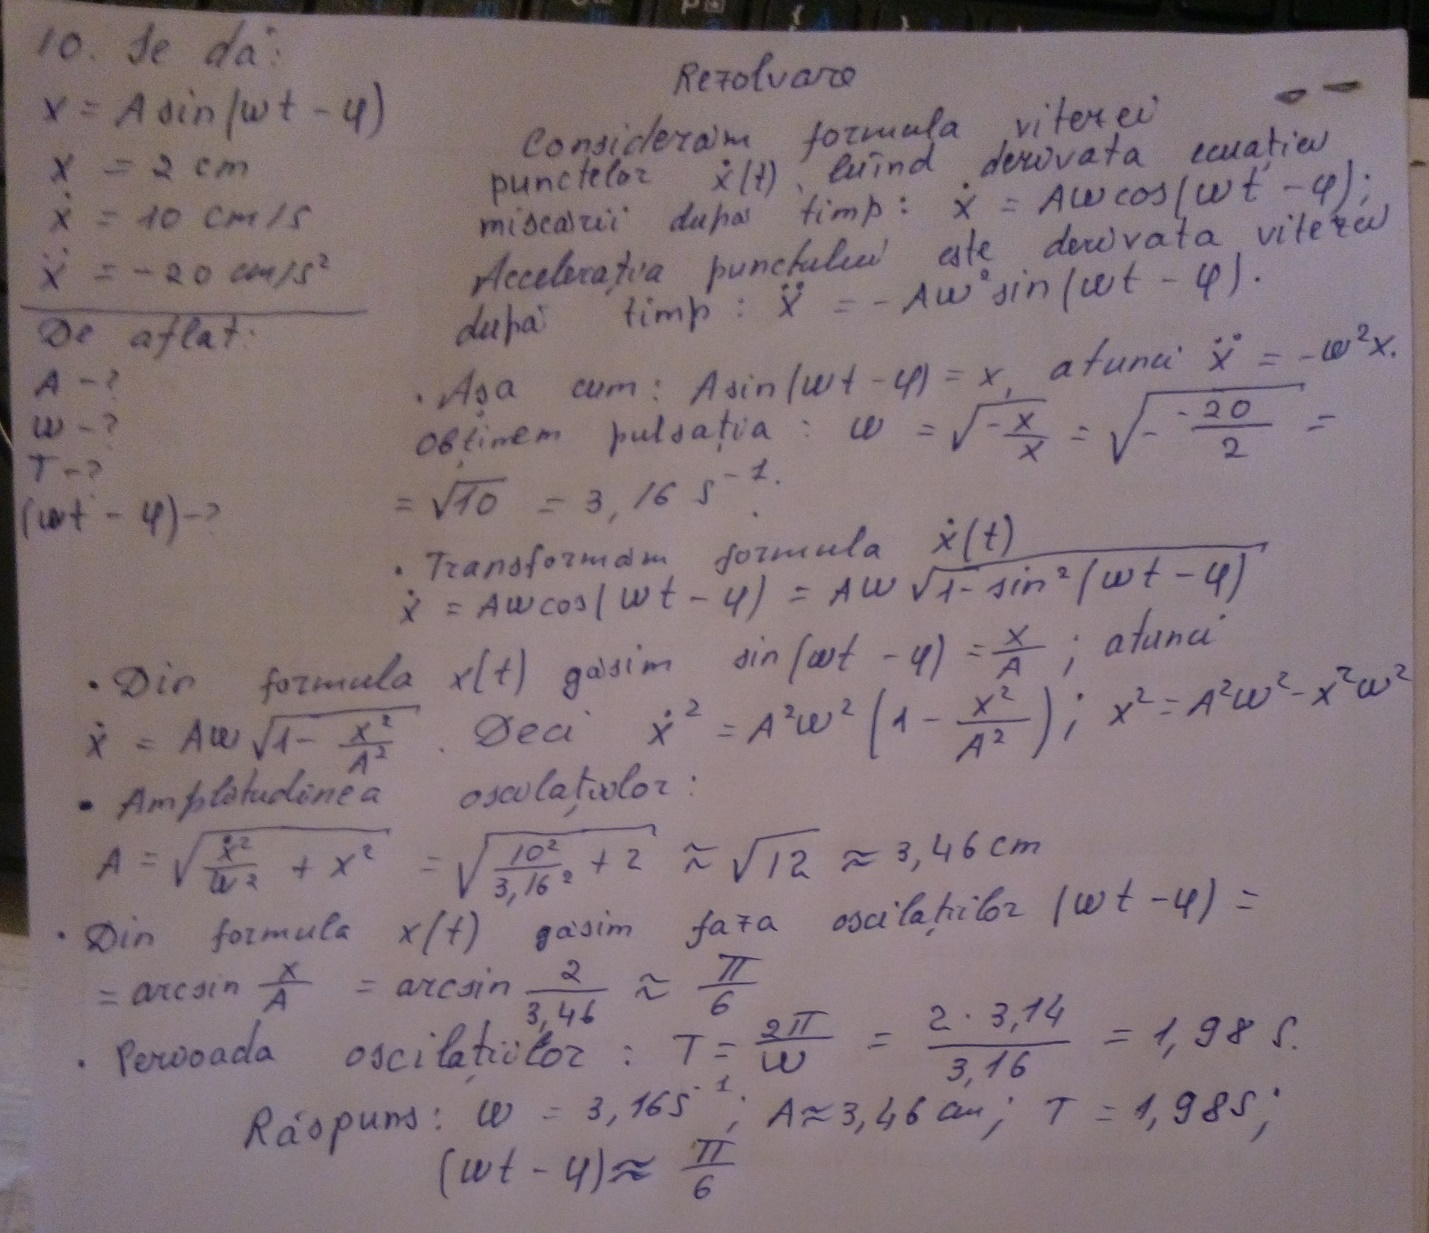 10. Se dă:
x = A sin(ωt - φ)
x = 2 cm
ẋ = 10 cm/s
ẍ = -20 cm/s²
De aflat:
A - ?
ω - ?
T - ?
(ωt - φ) - ?
Rezolvare
Considerăm formula vitezei
punctelor ẋ(t), luînd derivata ecuației
miscării după timp: ẋ = Aω cos(ωt - φ);
Accelerația punctului este derivata vitezei
după timp: ẍ = -Aω² sin(ωt - φ).
• Așa cum: A sin(ωt - φ) = x, atunci ẍ = -ω²x.
Obținem pulsația: ω = √(-x/x) = √(- -20/2) =
= √10 = 3,16 s⁻¹.
• Transformăm formula ẋ(t)
ẋ = Aω cos(ωt - φ) = Aω √(1 - sin²(ωt - φ))
• Din formula x(t) găsim sin(ωt - φ) = x/A; atunci
ẋ = Aω √(1 - x²/A²). Deci ẋ² = A²ω² (1 - x²/A²); x² = A²ω² - x²ω²
• Amplitudinea oscilațiilor:
A = √(ẋ²/ω² + x²) = √(10²/3,16² + 2) ≈ √12 ≈ 3,46 cm
• Din formula x(t) găsim faza oscilațiilor (ωt - φ) =
= arcsin x/A = arcsin 2/3,46 ≈ π/6
• Perioada oscilațiilor: T = 2π/ω = 2·3,14/3,16 = 1,98 s.
Răspuns: ω = 3,16 s⁻¹; A ≈ 3,46 cm; T = 1,98 s;
(ωt - φ) ≈ π/6